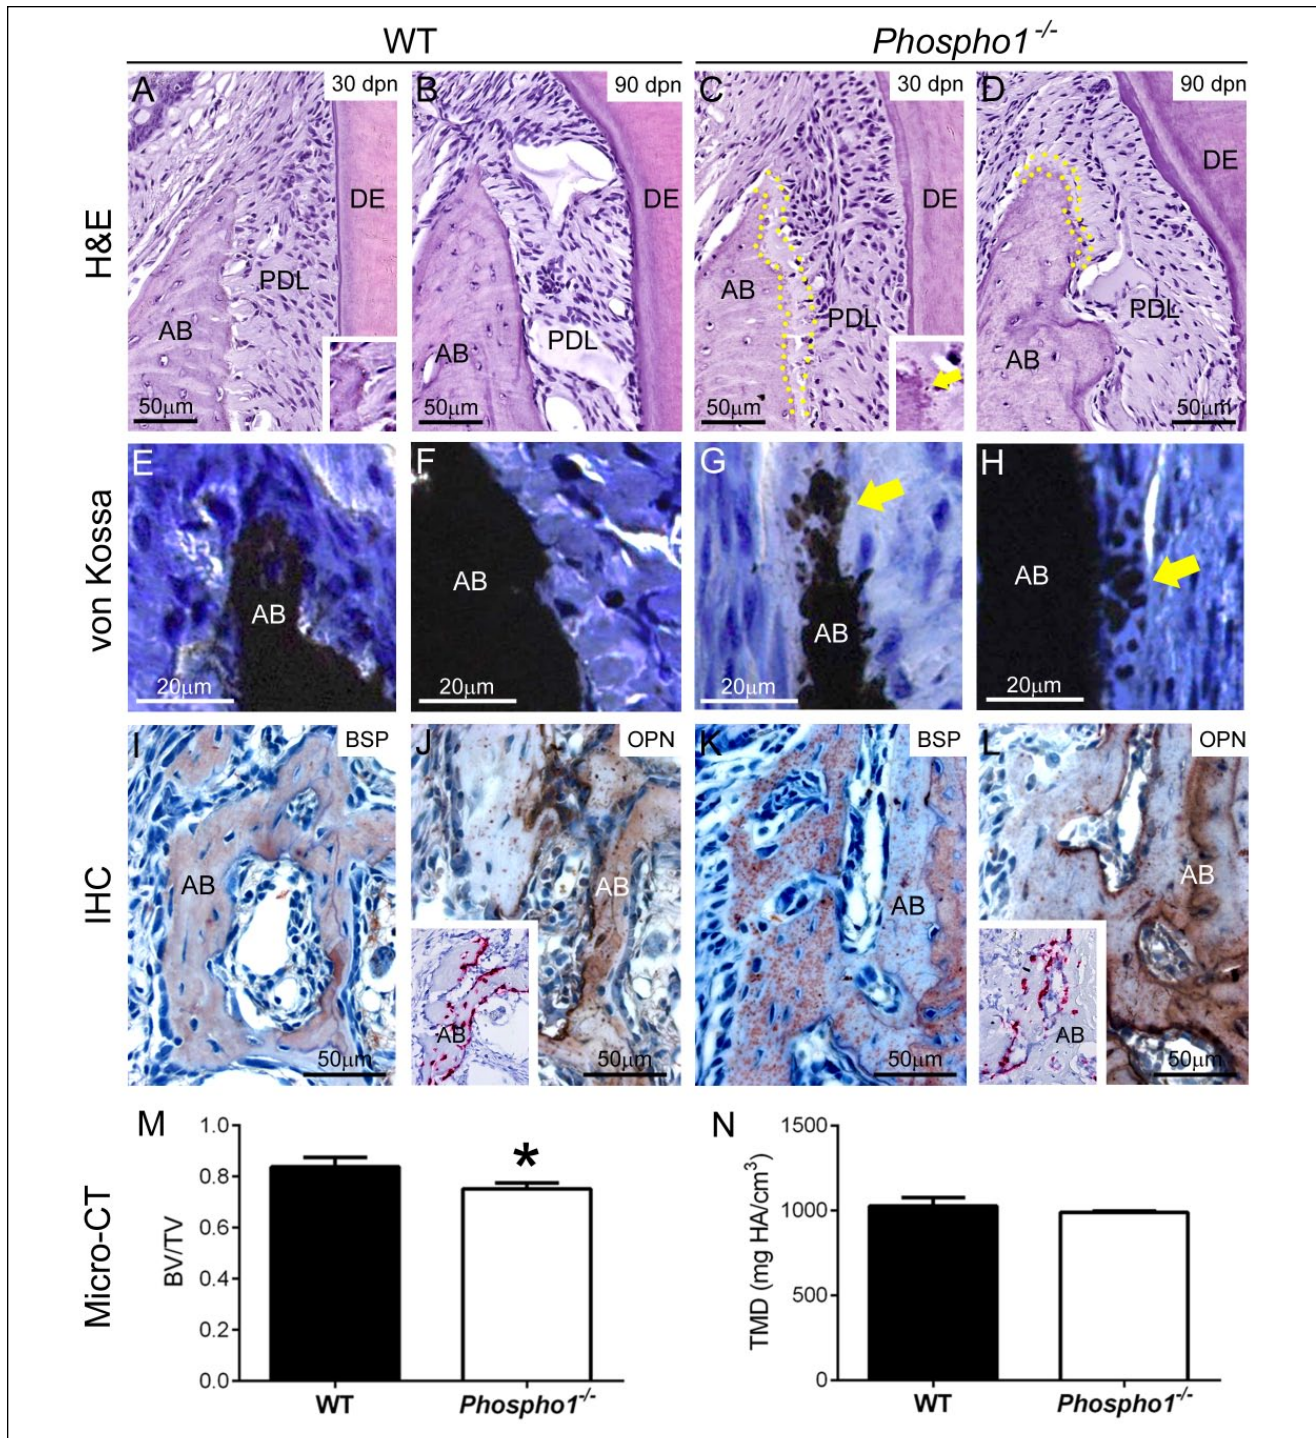 WT
Phospho1-/-
H&E
A
30 dpn
DE
PDL
AB
50μm
B
90 dpn
DE
PDL
AB
50μm
C
30 dpn
DE
AB
PDL
50μm
D
90 dpn
DE
PDL
AB
50μm
von Kossa
E
AB
20μm
F
AB
20μm
G
AB
20μm
H
AB
20μm
IHC
I
BSP
AB
50μm
J
OPN
AB
AB
50μm
K
BSP
AB
50μm
L
OPN
AB
AB
50μm
Micro-CT
M
BV/TV
1.0
0.8
0.6
0.4
0.2
0.0
*
WT
Phospho1-/-
N
TMD (mg HA/cm3)
1500
1000
500
0
WT
Phospho1-/-